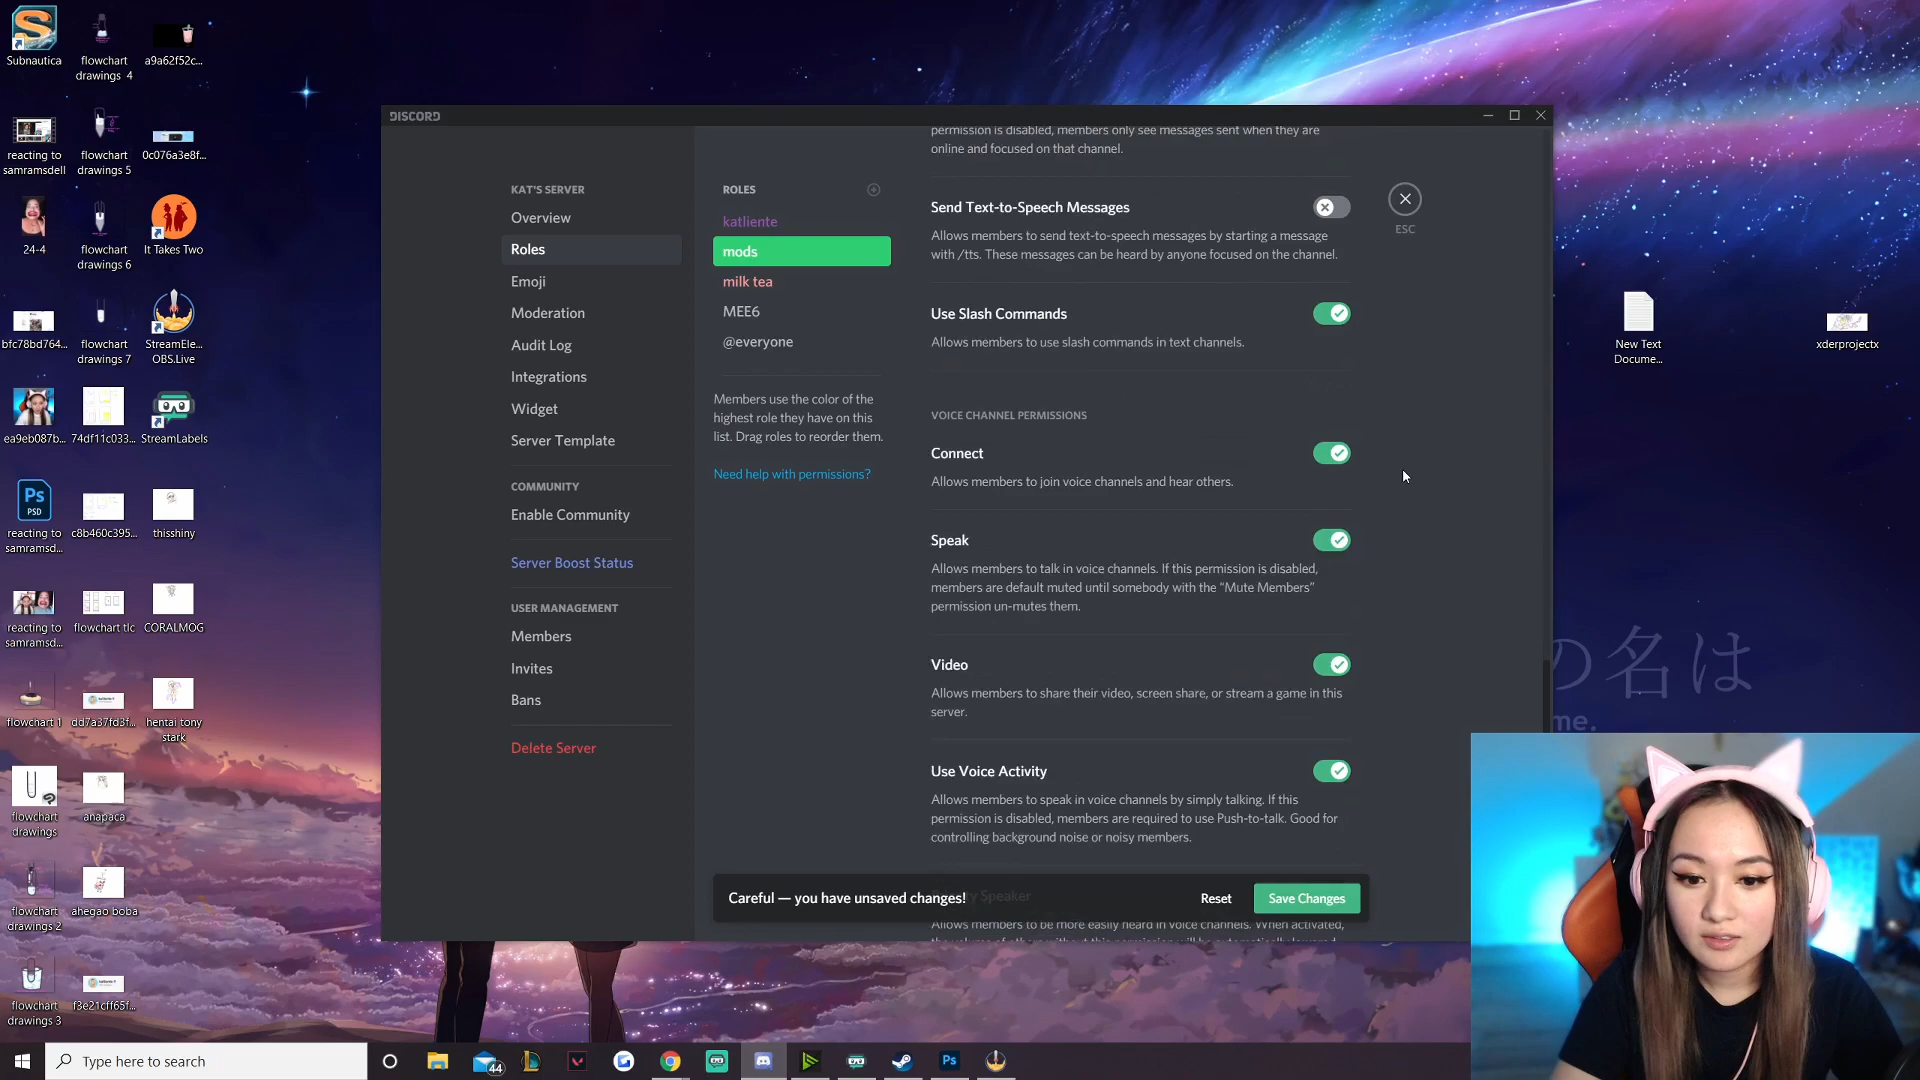 Subnautica
flowchart
drawings 4
a9a62f52c...
reacting to
samramsdell
flowchart
drawings 5
0c076a3e8f...
24-4
flowchart
drawings 6
It Takes Two
bfc78bd764...
flowchart
drawings 7
StreamEle...
OBS.Live
ea9eb087b...
74df11c033...
StreamLabels
Ps
PSD
reacting to
samramsd...
c8b460c395...
thisshiny
reacting to
samramsd...
flowchart tlc
CORALMOG
flowchart 1
dd7a37fd3f...
hentai tony
stark
flowchart
drawings
anapaca
flowchart
drawings 2
ahegao boba
flowchart
drawings 3
f3e21cff65f...
DISCORD
KAT'S SERVER
Overview
Roles
Emoji
Moderation
Audit Log
Integrations
Widget
Server Template
COMMUNITY
Enable Community
Server Boost Status
USER MANAGEMENT
Members
Invites
Bans
Delete Server
ROLES
katliente
mods
milk tea
MEE6
@everyone
Members use the color of the
highest role they have on this
list. Drag roles to reorder them.
Need help with permissions?
permission is disabled, members only see messages sent when they are
online and focused on that channel.
Send Text-to-Speech Messages
Allows members to send text-to-speech messages by starting a message
with /tts. These messages can be heard by anyone focused on the channel.
Use Slash Commands
Allows members to use slash commands in text channels.
VOICE CHANNEL PERMISSIONS
Connect
Allows members to join voice channels and hear others.
Speak
Allows members to talk in voice channels. If this permission is disabled,
members are default muted until somebody with the "Mute Members"
permission un-mutes them.
Video
Allows members to share their video, screen share, or stream a game in this
server.
Use Voice Activity
Allows members to speak in voice channels by simply talking. If this
permission is disabled, members are required to use Push-to-talk. Good for
controlling background noise or noisy members.
Priority Speaker
Careful — you have unsaved changes!
Reset
Save Changes
Allows members to be more easily heard in voice channels. When activated,
ESC
New Text
Docume...
xderprojectx
の名は
me.
Type here to search
44
Ps